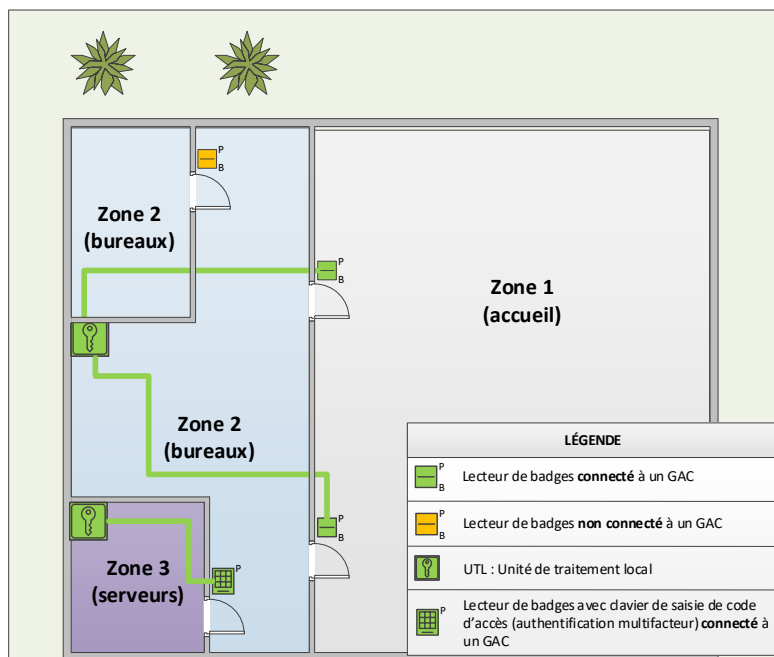 P
B
Zone 2
(bureaux)
P
B
Zone 1
(accueil)
Zone 2
(bureaux)
P
B
Zone 3
(serveurs)
P
LÉGENDE
P
B
Lecteur de badges connecté à un GAC
P
B
Lecteur de badges non connecté à un GAC
UTL : Unité de traitement local
P
Lecteur de badges avec clavier de saisie de code
d'accès (authentification multifacteur) connecté à
un GAC